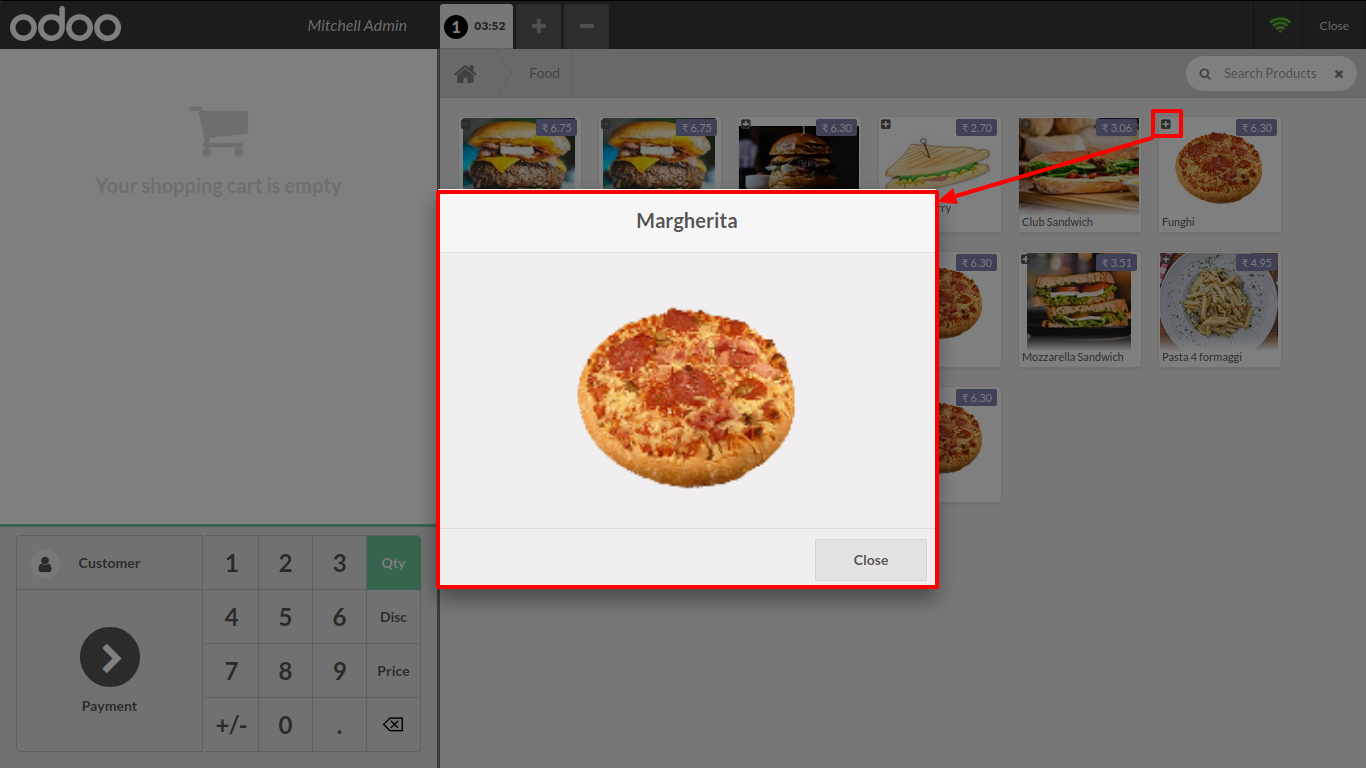 odoo
Mitchell Admin
1 03:52
Close
Food
Search Products
Your shopping cart is empty
₹ 6.75
₹ 6.75
₹ 6.30
₹ 2.70
₹ 3.06
₹ 6.30
Club Sandwich
Funghi
₹ 6.30
₹ 3.51
₹ 4.95
Mozzarella Sandwich
Pasta 4 formaggi
₹ 6.30
Margherita
Close
Customer
1 2 3 Qty
4 5 6 Disc
7 8 9 Price
+/- 0 .
Payment